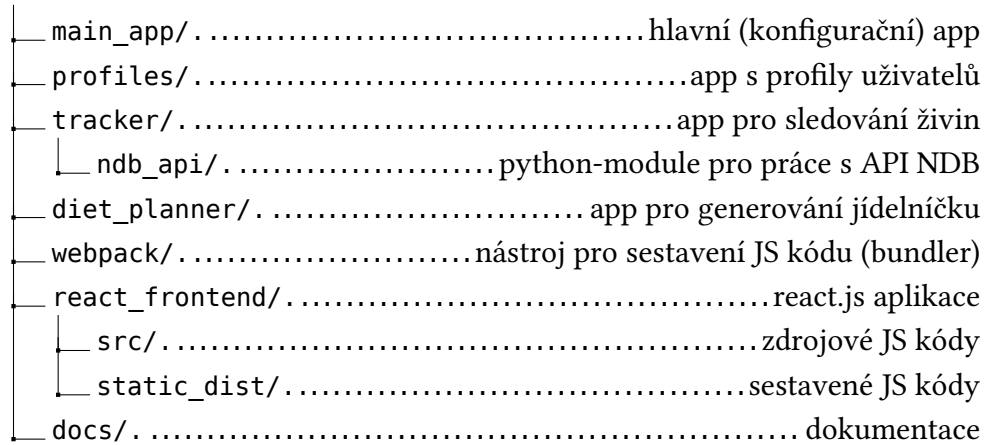 main_app/......................................hlavní (konfigurační) app
profiles/..........................................app s profily uživatelů
tracker/...........................................app pro sledování živin
ndb_api/........................python-module pro práce s API NDB
diet_planner/..............................app pro generování jídelníčku
webpack/.........................nástroj pro sestavení JS kódu (bundler)
react_frontend/..........................................react.js aplikace
src/....................................................zdrojové JS kódy
static_dist/........................................sestavené JS kódy
docs/.........................................................dokumentace